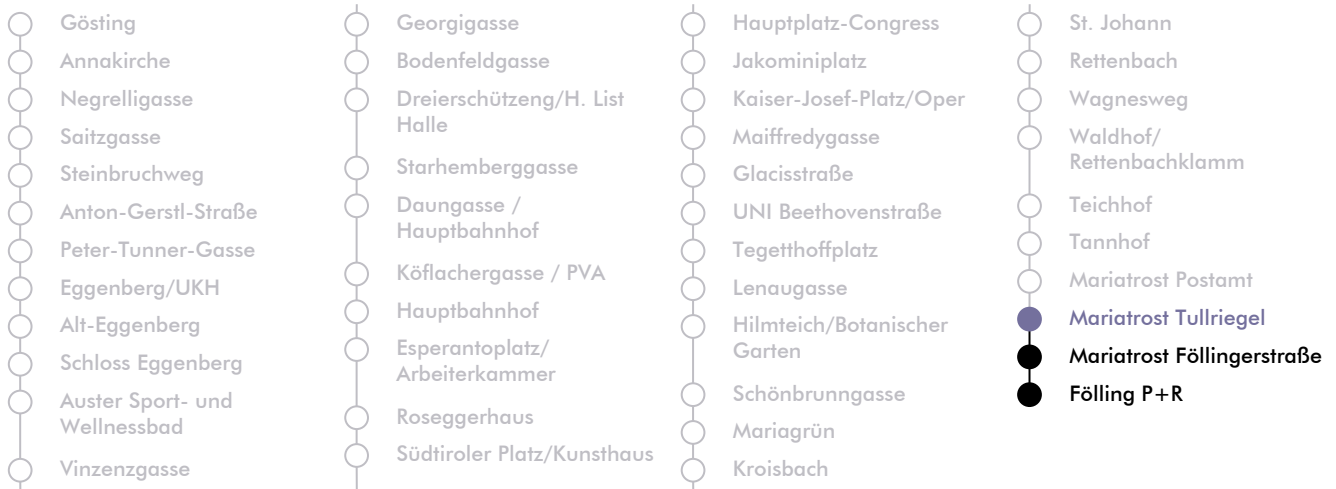 Gösting
Annakirche
Negrelligasse
Saitzgasse
Steinbruchweg
Anton-Gerstl-Straße
Peter-Tunner-Gasse
Eggenberg/UKH
Alt-Eggenberg
Schloss Eggenberg
Auster Sport- und
Wellnessbad
Vinzenzgasse
Georgigasse
Bodenfeldgasse
Dreierschützeng/H. List
Halle
Starhemberggasse
Daungasse /
Hauptbahnhof
Köflachergasse / PVA
Hauptbahnhof
Esperantoplatz/
Arbeiterkammer
Roseggerhaus
Südtiroler Platz/Kunsthaus
Hauptplatz-Congress
Jakominiplatz
Kaiser-Josef-Platz/Oper
Maiffredygasse
Glacisstraße
UNI Beethovenstraße
Tegetthoffplatz
Lenaugasse
Hilmteich/Botanischer
Garten
Schönbrunngasse
Mariagrün
Kroisbach
St. Johann
Rettenbach
Wagnesweg
Waldhof/
Rettenbachklamm
Teichhof
Tannhof
Mariatrost Postamt
Mariatrost Tullriegel
Mariatrost Föllingerstraße
Fölling P+R